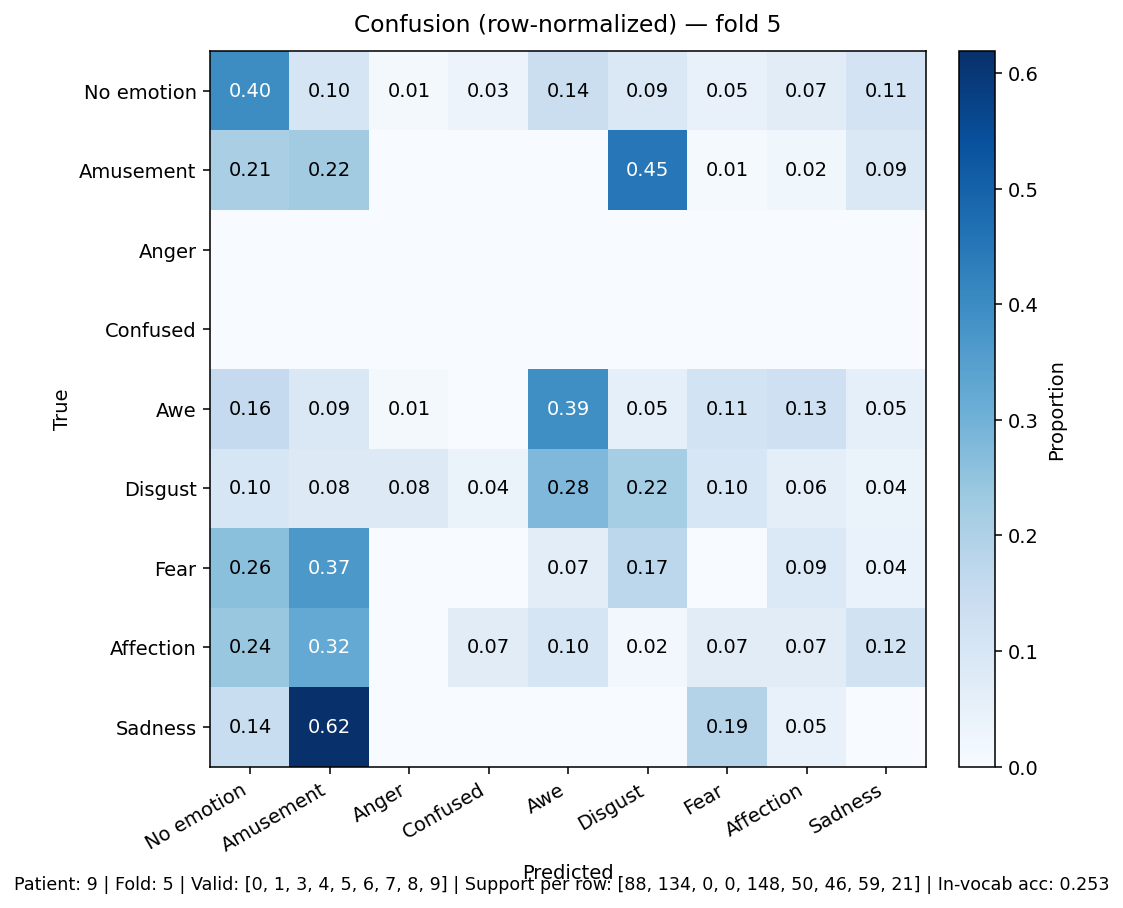 Confusion (row-normalized) — fold 5
No emotion 0.40 0.10 0.01 0.03 0.14 0.09 0.05 0.07 0.11
Amusement 0.21 0.22 0.45 0.01 0.02 0.09
Anger
Confused
Awe 0.16 0.09 0.01 0.39 0.05 0.11 0.13 0.05
Disgust 0.10 0.08 0.08 0.04 0.28 0.22 0.10 0.06 0.04
Fear 0.26 0.37 0.07 0.17 0.09 0.04
Affection 0.24 0.32 0.07 0.10 0.02 0.07 0.07 0.12
Sadness 0.14 0.62 0.19 0.05
True
No emotion Amusement Anger Confused Awe Disgust Fear Affection Sadness
Predicted
0.6
0.5
0.4
0.3
0.2
0.1
0.0
Proportion
Patient: 9 | Fold: 5 | Valid: [0, 1, 3, 4, 5, 6, 7, 8, 9] | Support per row: [88, 134, 0, 0, 148, 50, 46, 59, 21] | In-vocab acc: 0.253